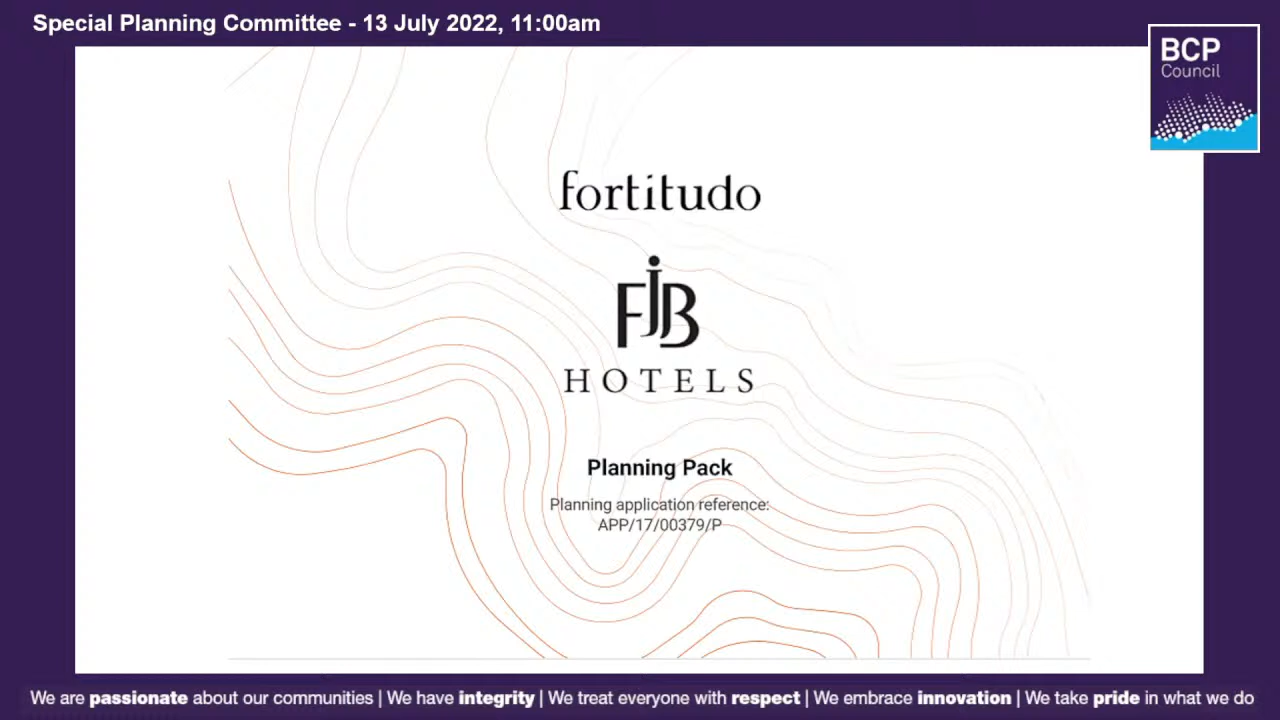 Special Planning Committee - 13 July 2022, 11:00am
BCP
Council
fortitudo
FJB
HOTELS
Planning Pack
Planning application reference:
APP/17/00379/P
We are passionate about our communities | We have integrity | We treat everyone with respect | We embrace innovation | We take pride in what we do